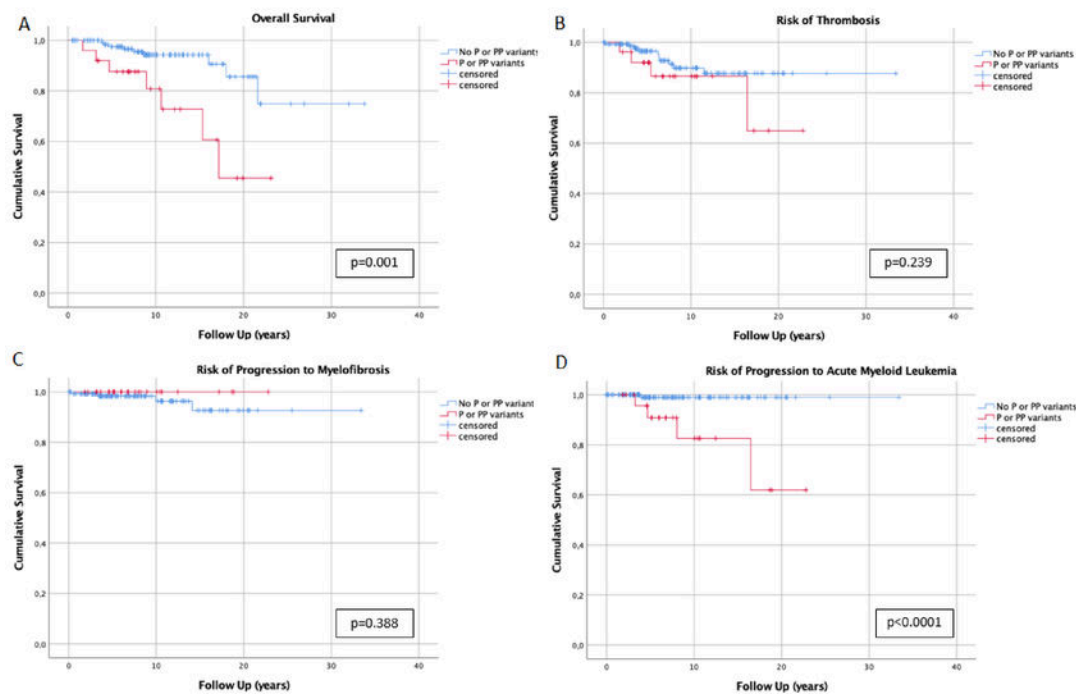 A
Overall Survival
Cumulative Survival
1,0
0,8
0,6
0,4
0,2
0,0
0
10
20
30
40
Follow Up (years)
No P or PP variants
P or PP variants
censored
censored
p=0.001
B
Risk of Thrombosis
Cumulative Survival
1,0
0,8
0,6
0,4
0,2
0,0
0
10
20
30
40
Follow Up (years)
No P or PP variants
P or PP variants
censored
censored
p=0.239
C
Risk of Progression to Myelofibrosis
Cumulative Survival
1,0
0,8
0,6
0,4
0,2
0,0
0
10
20
30
40
Follow Up (years)
No P or PP variant
P or PP variants
censored
censored
p=0.388
D
Risk of Progression to Acute Myeloid Leukemia
Cumulative Survival
1,0
0,8
0,6
0,4
0,2
0,0
0
10
20
30
40
Follow Up (years)
No P or PP variants
P or PP variants
censored
censored
p<0.0001